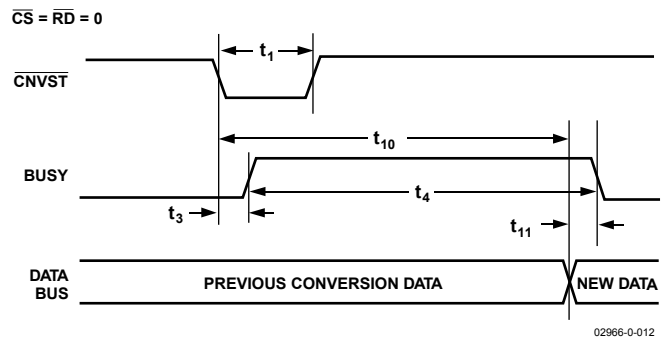 CS = RD = 0
t1
CNVST
t10
BUSY
t4
t3
t11
DATA BUS
PREVIOUS CONVERSION DATA
NEW DATA
02966-0-012